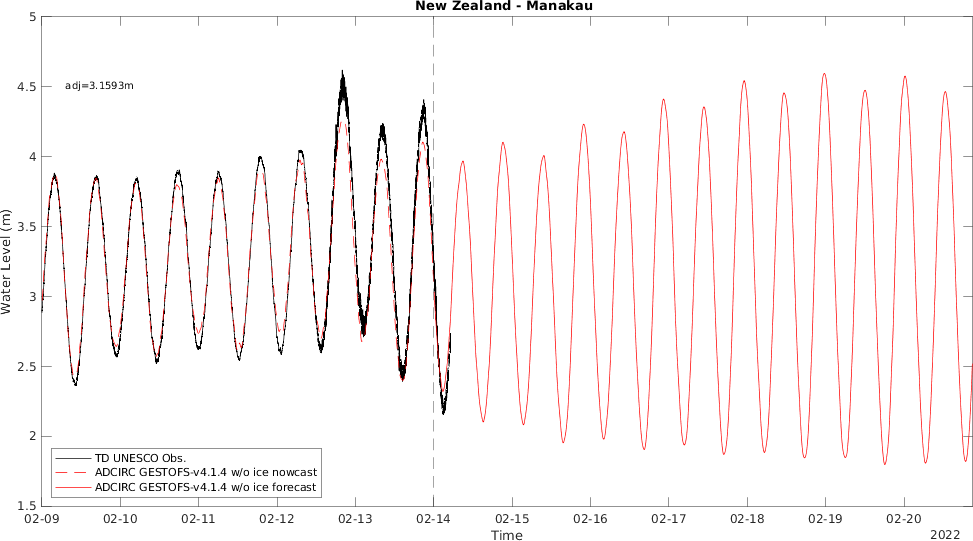 New Zealand - Manakau
5
4.5
4
3.5
3
2.5
2
1.5
Water Level (m)
adj=3.1593m
TD UNESCO Obs.
ADCIRC GESTOFS-v4.1.4 w/o ice nowcast
ADCIRC GESTOFS-v4.1.4 w/o ice forecast
02-09 02-10 02-11 02-12 02-13 02-14 02-15 02-16 02-17 02-18 02-19 02-20
Time
2022